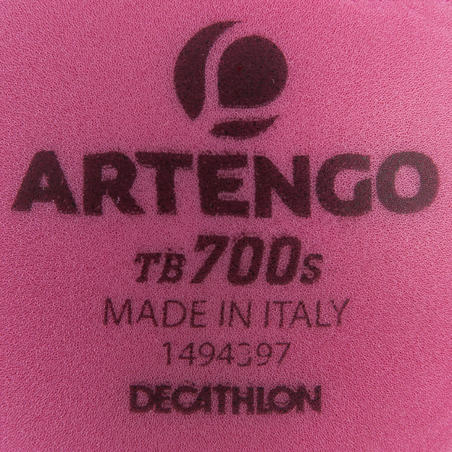 ARTENGO
TB700s
MADE IN ITALY
1494397
DECATHLON